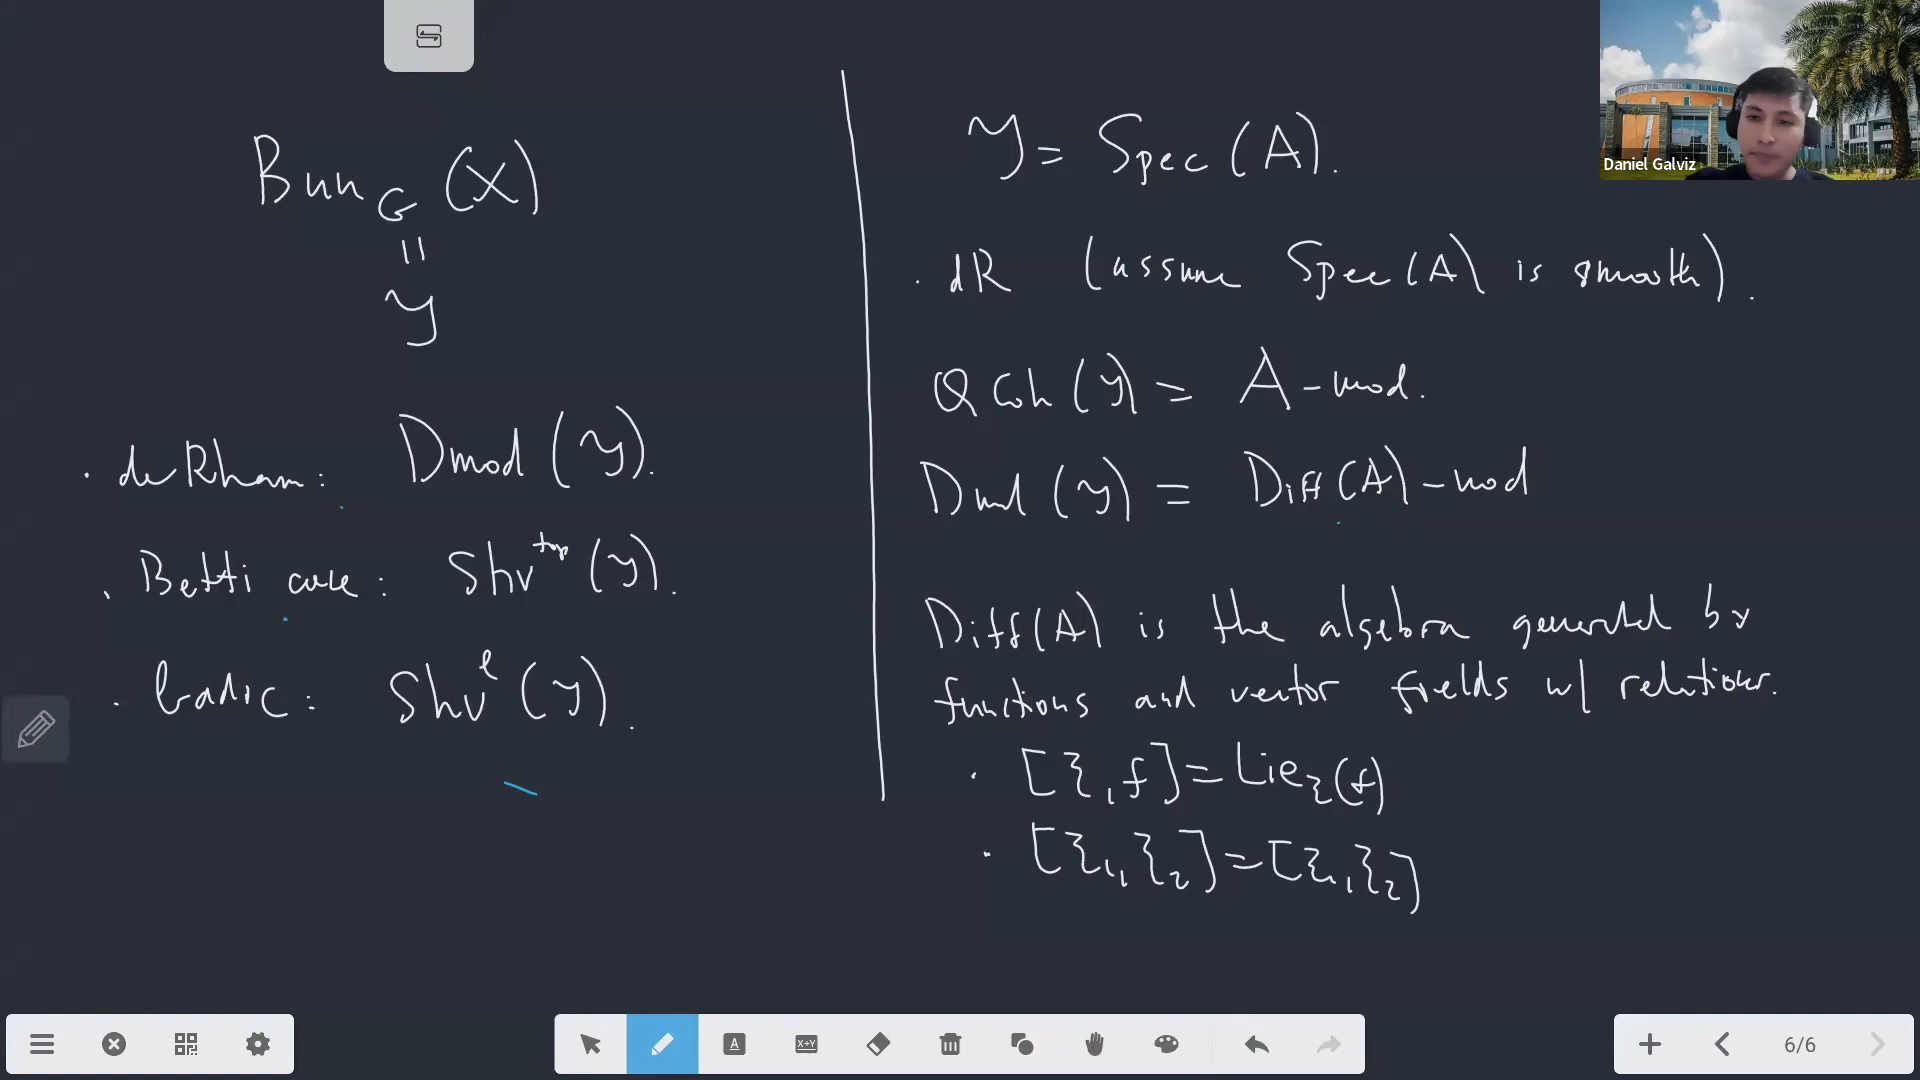 Bun_G (X)
=
Y
· de Rham: Dmod (Y).
· Betti case: Shv^top (Y).
· l-adic: Shv^l (Y).
Y = Spec (A).
· dR (assume Spec (A) is smooth).
QCoh (Y) = A-mod.
Dmd (Y) = Diff (A)-mod
Diff (A) is the algebra generated by
functions and vector fields w/ relations.
· [ξ, f] = Lie_ξ (f)
· [ξ_1, ξ_2] = [ξ_1, ξ_2]
Daniel Galviz
A
X+Y
6/6